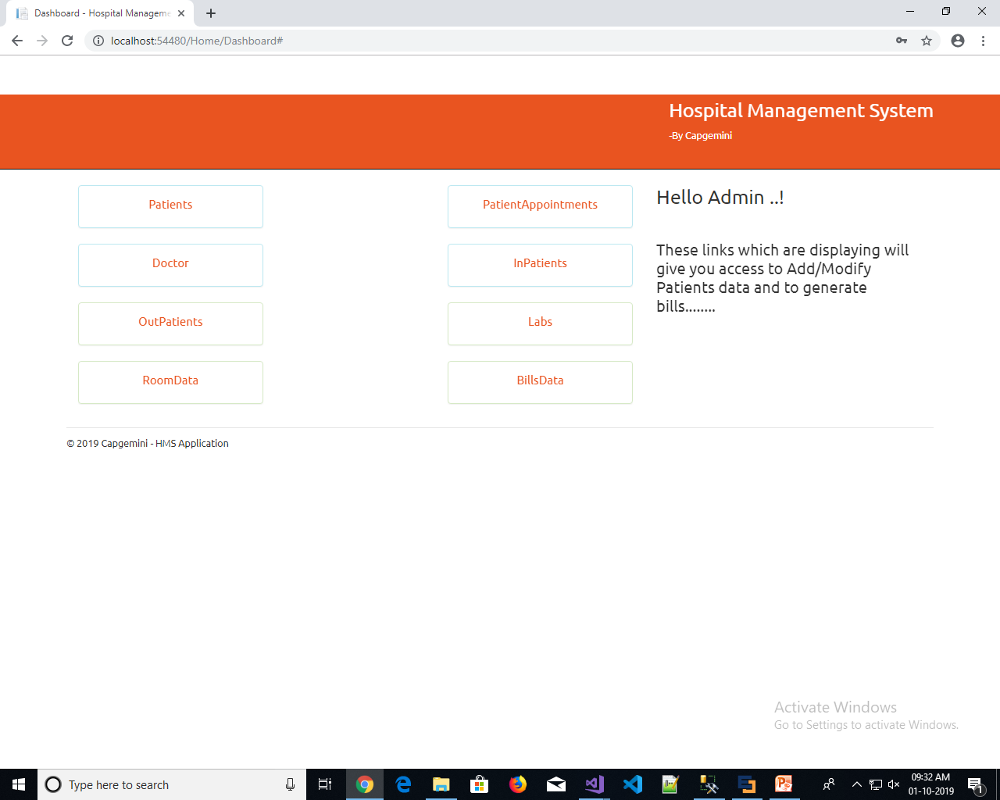 Dashboard - Hospital Manageme
localhost:54480/Home/Dashboard#
Hospital Management System
-By Capgemini
Patients
PatientAppointments
Hello Admin ..!
Doctor
InPatients
These links which are displaying will
give you access to Add/Modify
Patients data and to generate
bills........
OutPatients
Labs
RoomData
BillsData
© 2019 Capgemini - HMS Application
Activate Windows
Go to Settings to activate Windows.
Type here to search
09:32 AM
01-10-2019
1